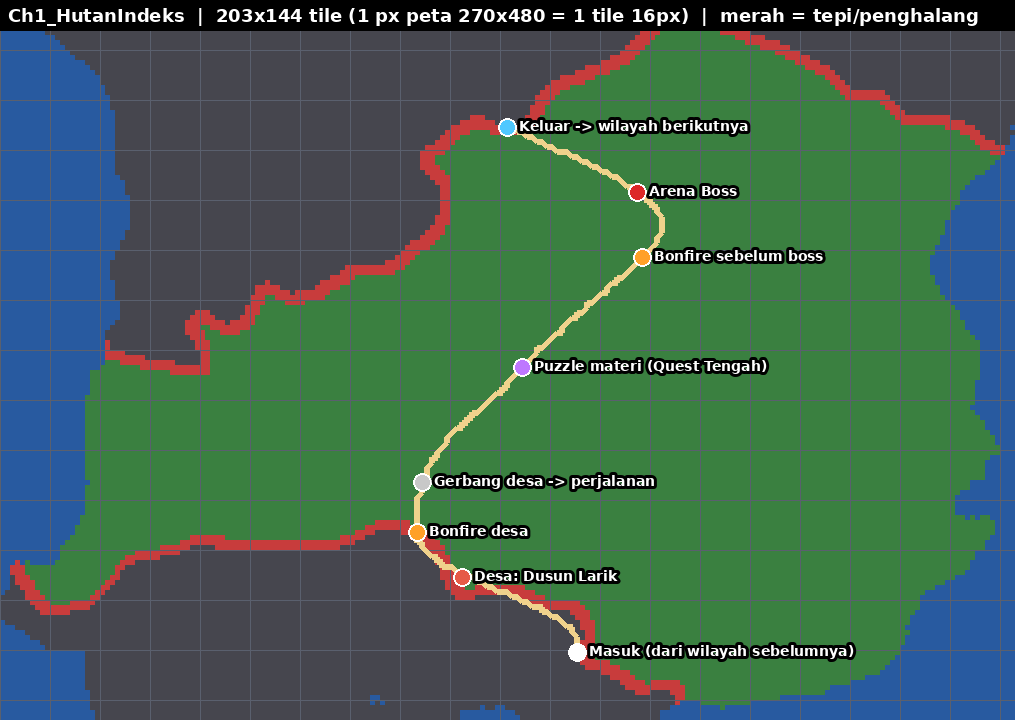 Ch1_HutanIndeks | 203x144 tile (1 px peta 270x480 = 1 tile 16px) | merah = tepi/penghalang
Keluar -> wilayah berikutnya
Arena Boss
Bonfire sebelum boss
Puzzle materi (Quest Tengah)
Gerbang desa -> perjalanan
Bonfire desa
Desa: Dusun Larik
Masuk (dari wilayah sebelumnya)